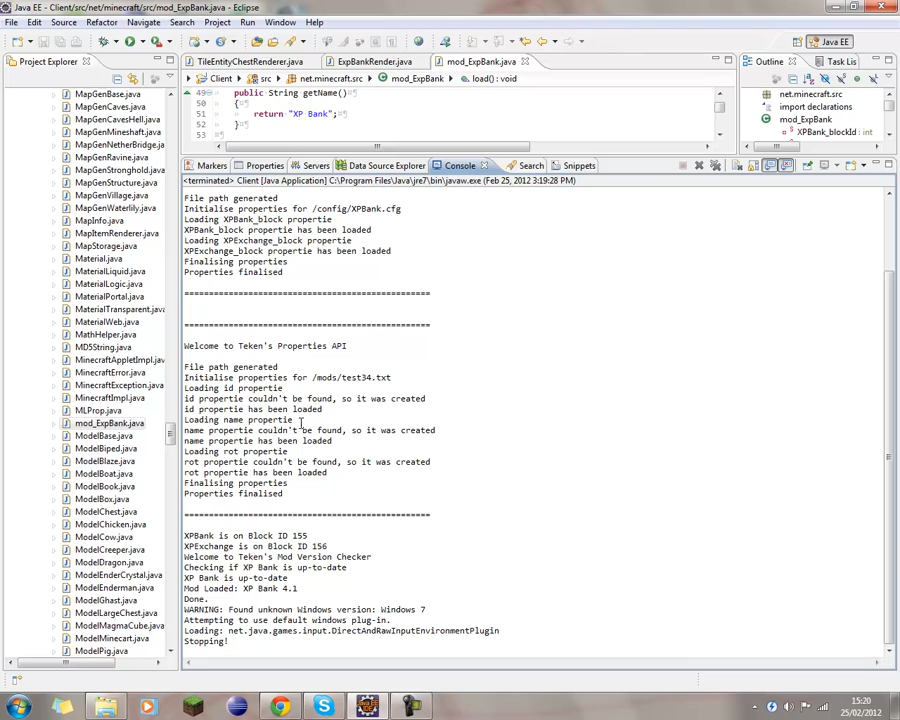 Java EE - Client/src/net/minecraft/src/mod_ExpBank.java - Eclipse
File Edit Source Refactor Navigate Search Project Run Window Help
Java EE
Project Explorer
TileEntityChestRenderer.java ExpBankRender.java mod_ExpBank.java
Outline Task Lis
Client src net.minecraft.src mod_ExpBank load() : void
49 public String getName()
50 {
51 return "XP Bank";
52 }
53
net.minecraft.src
import declarations
mod_ExpBank
XPBank_blockId : int
Markers Properties Servers Data Source Explorer Console Search Snippets
<terminated> Client [Java Application] C:\Program Files\Java\jre7\bin\javaw.exe (Feb 25, 2012 3:19:28 PM)
File path generated
Initialise properties for /config/XPBank.cfg
Loading XPBank_block propertie
XPBank_block propertie has been loaded
Loading XPExchange_block propertie
XPExchange_block propertie has been loaded
Finalising properties
Properties finalised
==================================================
==================================================
Welcome to Teken's Properties API
File path generated
Initialise properties for /mods/test34.txt
Loading id propertie
id propertie couldn't be found, so it was created
id propertie has been loaded
Loading name propertie
name propertie couldn't be found, so it was created
name propertie has been loaded
Loading rot propertie
rot propertie couldn't be found, so it was created
rot propertie has been loaded
Finalising properties
Properties finalised
==================================================
XPBank is on Block ID 155
XPExchange is on Block ID 156
Welcome to Teken's Mod Version Checker
Checking if XP Bank is up-to-date
XP Bank is up-to-date
Mod Loaded: XP Bank 4.1
Done.
WARNING: Found unknown Windows version: Windows 7
Attempting to use default windows plug-in.
Loading: net.java.games.input.DirectAndRawInputEnvironmentPlugin
Stopping!
MapGenBase.java
MapGenCaves.java
MapGenCavesHell.java
MapGenMineshaft.java
MapGenNetherBridge.java
MapGenRavine.java
MapGenStronghold.java
MapGenStructure.java
MapGenVillage.java
MapGenWaterlily.java
MapInfo.java
MapItemRenderer.java
MapStorage.java
Material.java
MaterialLiquid.java
MaterialLogic.java
MaterialPortal.java
MaterialTransparent.java
MaterialWeb.java
MathHelper.java
MD5String.java
MinecraftAppletImpl.java
MinecraftError.java
MinecraftException.java
MinecraftImpl.java
MLProp.java
mod_ExpBank.java
ModelBase.java
ModelBiped.java
ModelBlaze.java
ModelBoat.java
ModelBook.java
ModelBox.java
ModelChest.java
ModelChicken.java
ModelCow.java
ModelCreeper.java
ModelDragon.java
ModelEnderCrystal.java
ModelEnderman.java
ModelGhast.java
ModelLargeChest.java
ModelMagmaCube.java
ModelMinecart.java
ModelPig.java
15:20
25/02/2012